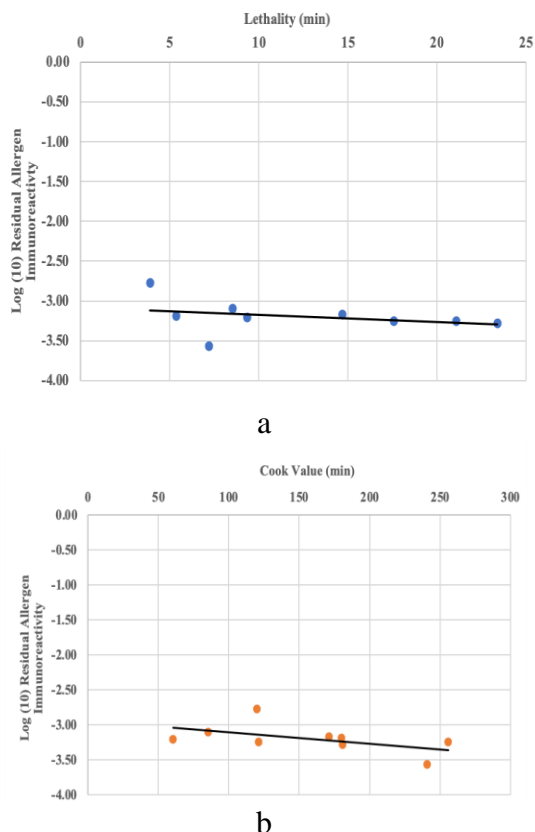 Lethality (min)
0 5 10 15 20 25
0.00
-0.50
-1.00
-1.50
-2.00
-2.50
-3.00
-3.50
-4.00
Log (10) Residual Allergen
Immunoreactivty
a
Cook Value (min)
0 50 100 150 200 250 300
0.00
-0.50
-1.00
-1.50
-2.00
-2.50
-3.00
-3.50
-4.00
Log (10) Residual Allergen
Immunoreactivity
b